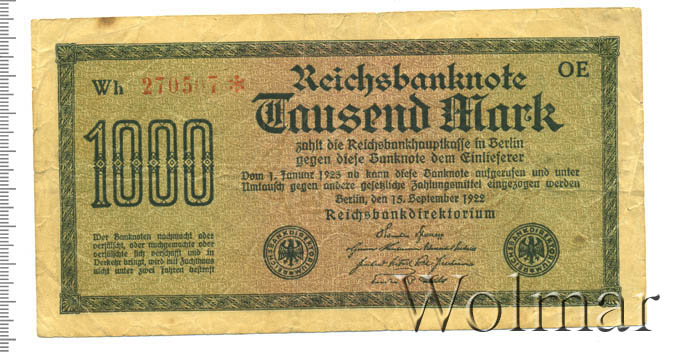 Reichsbanknote
OE
Wh
Tausend Mark
1000
zahlt die Reichsbankhauptkasse in Berlin
gegen diese Banknote dem Einlieferer
Vom 1. Januar 1923 ab kann diese Banknote aufgerufen und unter
Umtausch gegen andere gesetzliche Zahlungsmittel eingezogen werden
Berlin, den 15. September 1922
Reichsbankdirektorium
Wer Banknoten nachmacht oder
verfälscht, oder nachgemachte oder
verfälschte sich verschafft und in
Verkehr bringt, wird mit Zuchthaus
nicht unter zwei Jahren bestraft
Wolmar